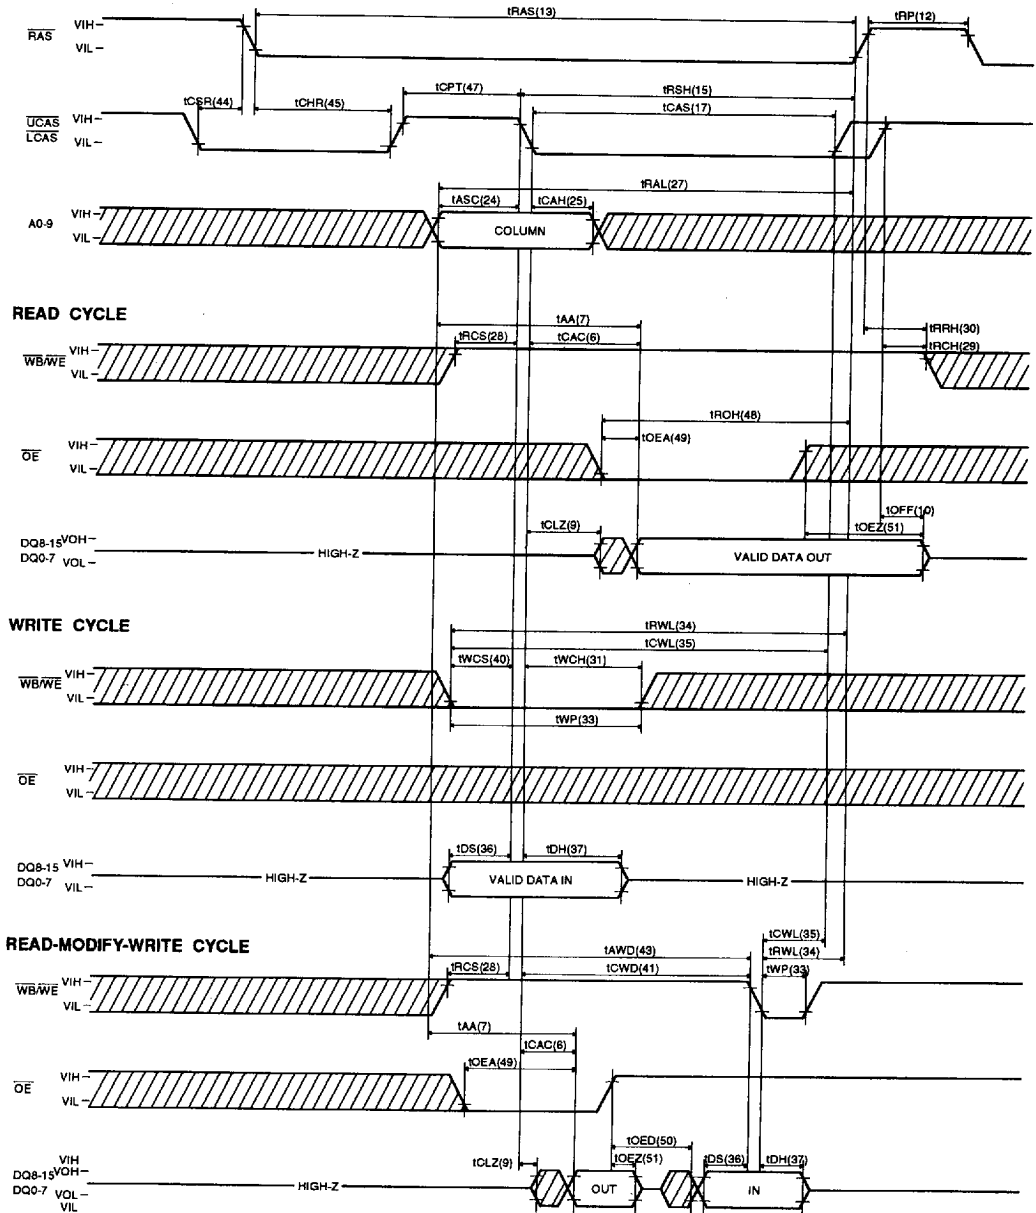 tRAS(13) tRP(12)
RAS VIH VIL
tCPT(47) tRSH(15)
tCSR(44) tCHR(45) tCAS(17)
UCAS LCAS VIH VIL
tRAL(27)
tASC(24) tCAH(25)
A0-9 VIH VIL COLUMN
READ CYCLE
tAA(7)
tRCS(28) tCAC(6) tRRH(30)
WB/WE VIH VIL tRCH(29)
tROH(48)
tOEA(49)
OE VIH VIL
tOFF(10)
tCLZ(9) tOEZ(51)
DQ8-15 DQ0-7 VOH VOL HIGH-Z VALID DATA OUT
WRITE CYCLE
tRWL(34)
tCWL(35)
tWCS(40) tWCH(31)
WB/WE VIH VIL
tWP(33)
OE VIH VIL
tDS(36) tDH(37)
DQ8-15 DQ0-7 VIH VIL HIGH-Z VALID DATA IN HIGH-Z
READ-MODIFY-WRITE CYCLE
tCWL(35)
tAWD(43) tRWL(34)
tRCS(28) tCWD(41) tWP(33)
WB/WE VIH VIL
tAA(7)
tCAC(6)
tOEA(49)
OE VIH VIL
tOED(50)
tCLZ(9) tOEZ(51) tDS(36) tDH(37)
DQ8-15 DQ0-7 VIH VOH VOL VIL HIGH-Z OUT IN